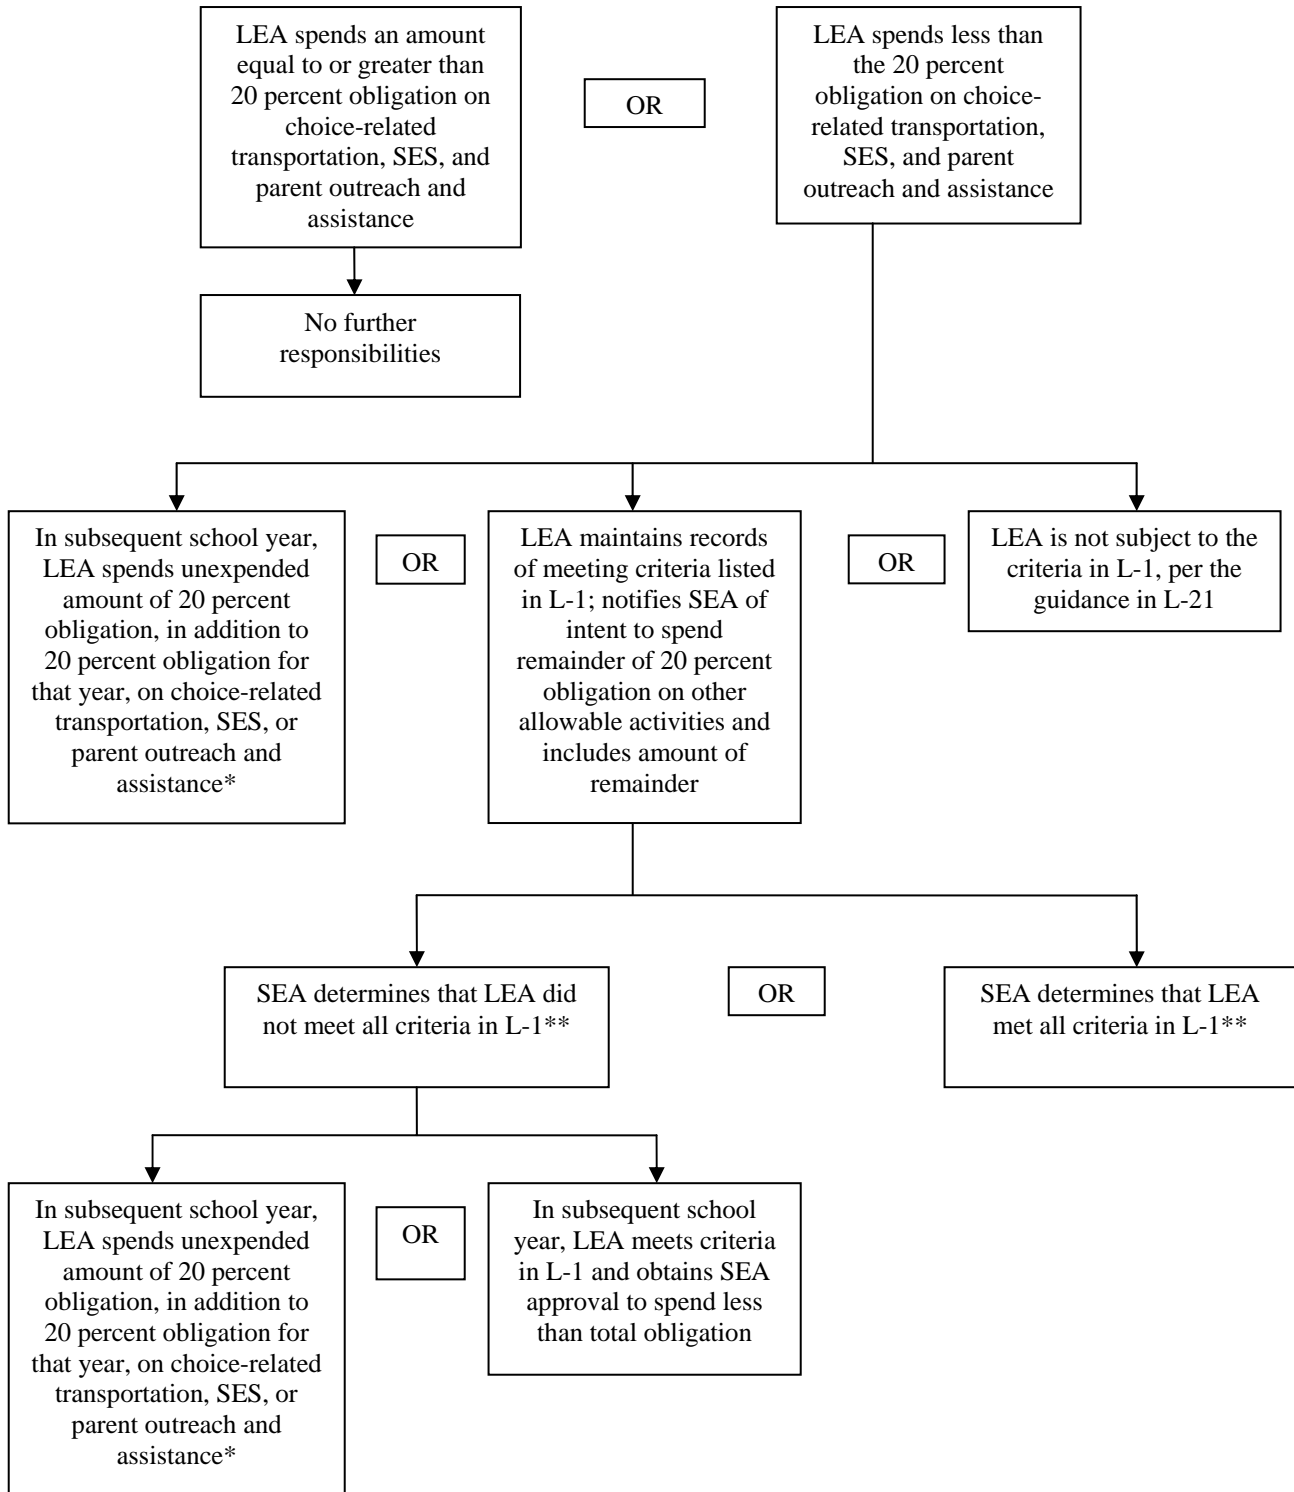 LEA spends an amount
equal to or greater than
20 percent obligation on
choice-related
transportation, SES, and
parent outreach and
assistance
OR
LEA spends less than
the 20 percent
obligation on choice-
related transportation,
SES, and parent
outreach and assistance
No further
responsibilities
In subsequent school year,
LEA spends unexpended
amount of 20 percent
obligation, in addition to
20 percent obligation for
that year, on choice-related
transportation, SES, or
parent outreach and
assistance*
OR
LEA maintains records
of meeting criteria listed
in L-1; notifies SEA of
intent to spend
remainder of 20 percent
obligation on other
allowable activities and
includes amount of
remainder
OR
LEA is not subject to the
criteria in L-1, per the
guidance in L-21
SEA determines that LEA did
not meet all criteria in L-1**
OR
SEA determines that LEA
met all criteria in L-1**
In subsequent school year,
LEA spends unexpended
amount of 20 percent
obligation, in addition to
20 percent obligation for
that year, on choice-related
transportation, SES, or
parent outreach and
assistance*
OR
In subsequent school
year, LEA meets criteria
in L-1 and obtains SEA
approval to spend less
than total obligation